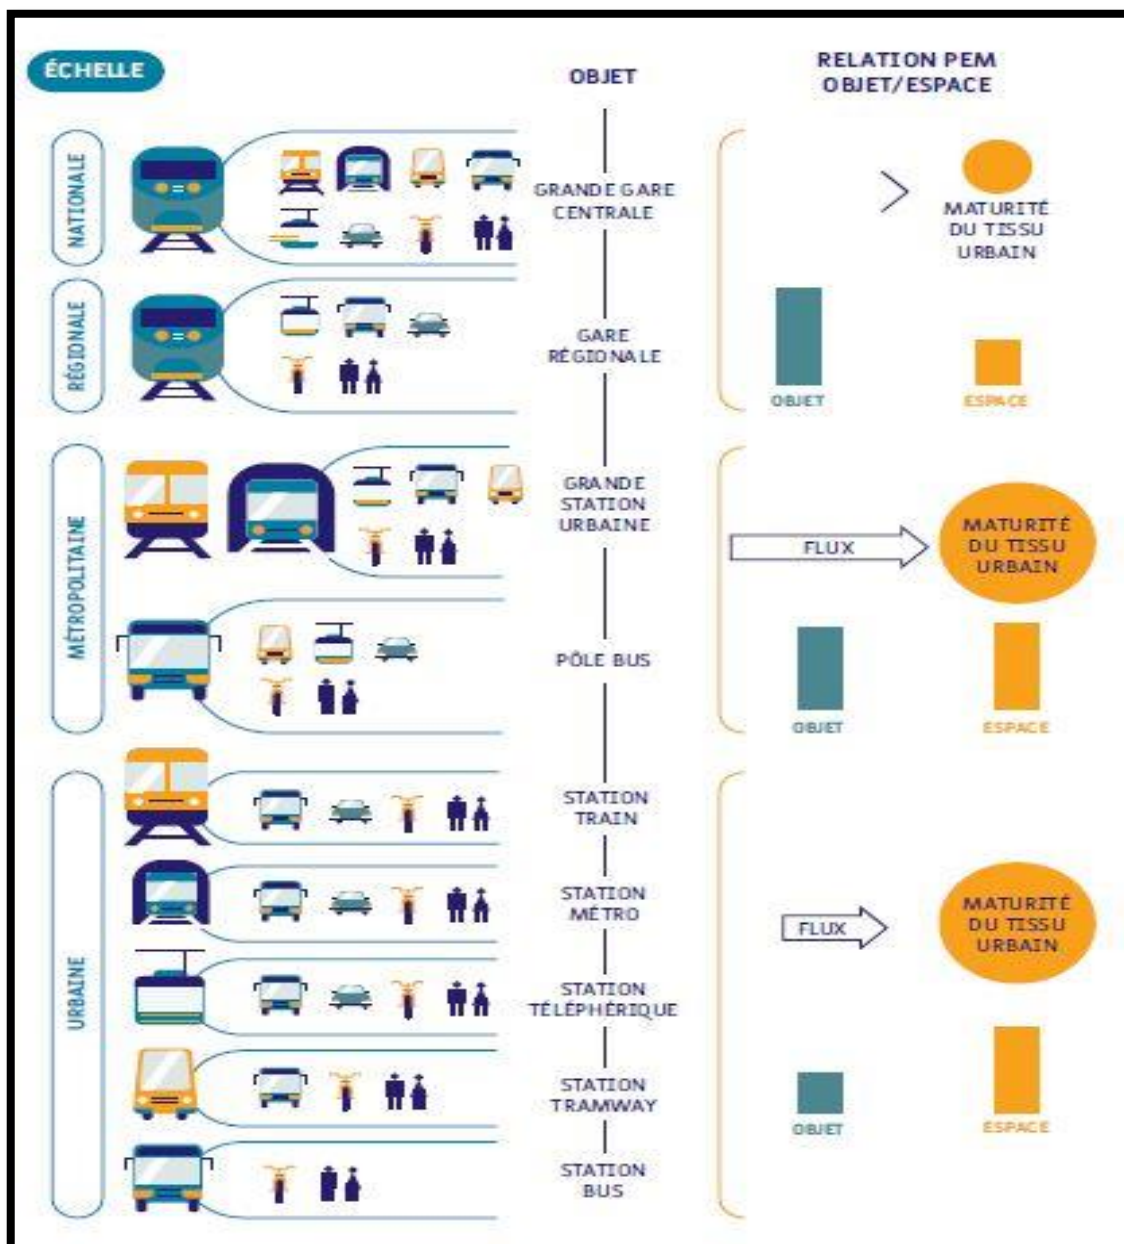 ÉCHELLE
OBJET
RELATION PEM
OBJET/ESPACE
NATIONALE
GRANDE GARE
CENTRALE
MATURITÉ
DU TISSU
URBAIN
RÉGIONALE
GARE
RÉGIONALE
OBJET
ESPACE
MÉTROPOLITAINE
GRANDE
STATION
URBAINE
FLUX
MATURITÉ
DU TISSU
URBAIN
PÔLE BUS
OBJET
ESPACE
URBAINE
STATION
TRAIN
STATION
MÉTRO
FLUX
MATURITÉ
DU TISSU
URBAIN
STATION
TÉLÉPHÉRIQUE
STATION
TRAMWAY
OBJET
ESPACE
STATION
BUS